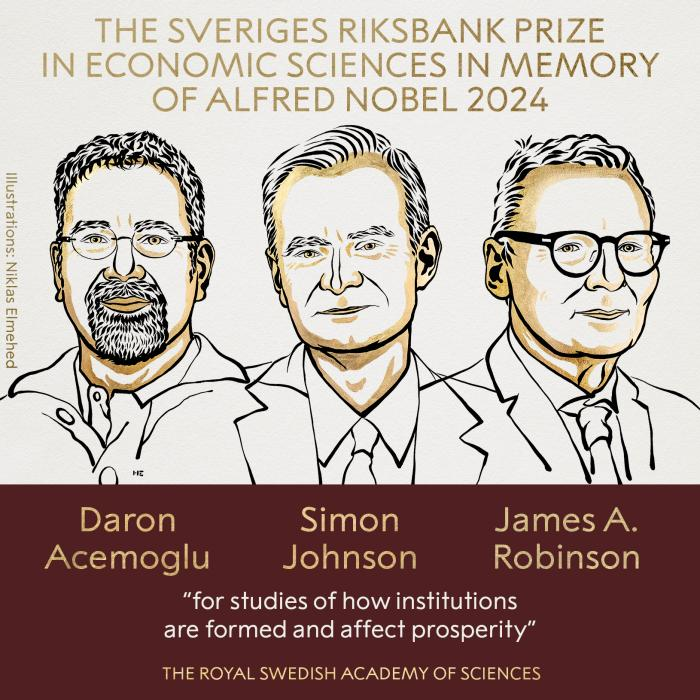 THE SVERIGES RIKSBANK PRIZE
IN ECONOMIC SCIENCES IN MEMORY
OF ALFRED NOBEL 2024
Illustrations: Niklas Elmehed
HE
Daron
Acemoglu
Simon
Johnson
James A.
Robinson
“for studies of how institutions
are formed and affect prosperity”
THE ROYAL SWEDISH ACADEMY OF SCIENCES